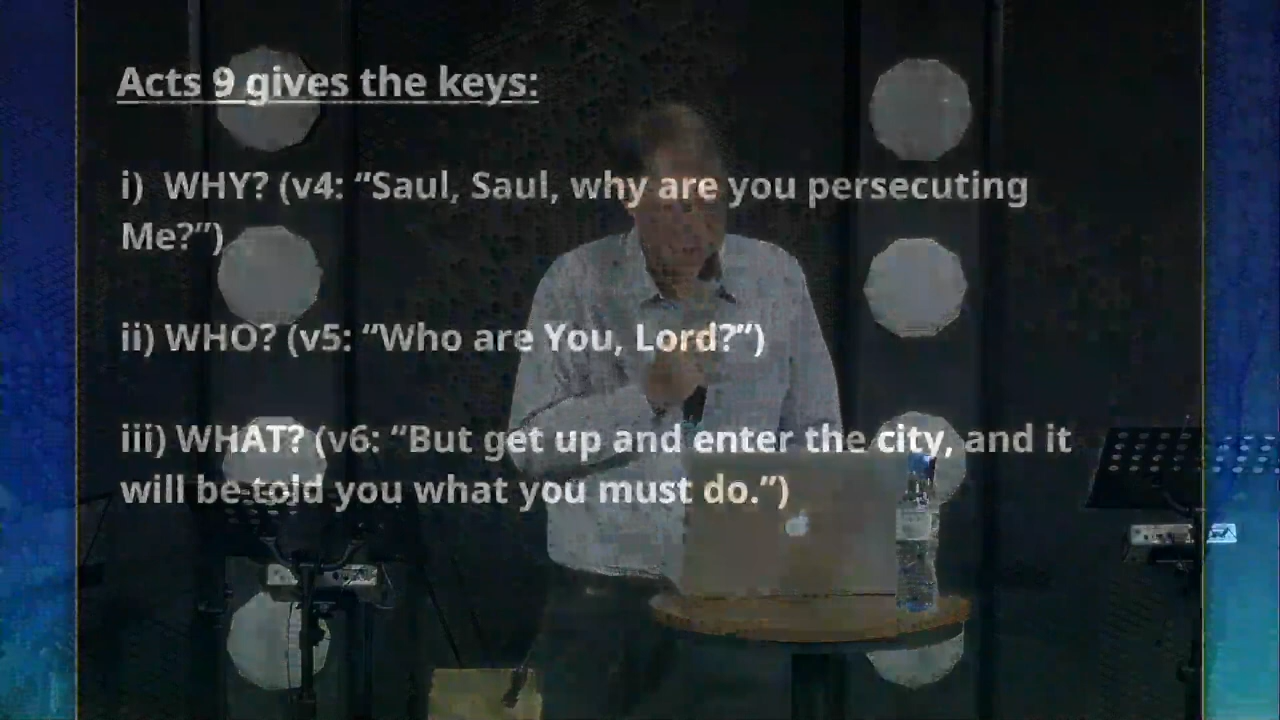 Acts 9 gives the keys:
i) WHY? (v4: “Saul, Saul, why are you persecuting
Me?”)
ii) WHO? (v5: “Who are You, Lord?”)
iii) WHAT? (v6: “But get up and enter the city, and it
will be told you what you must do.”)